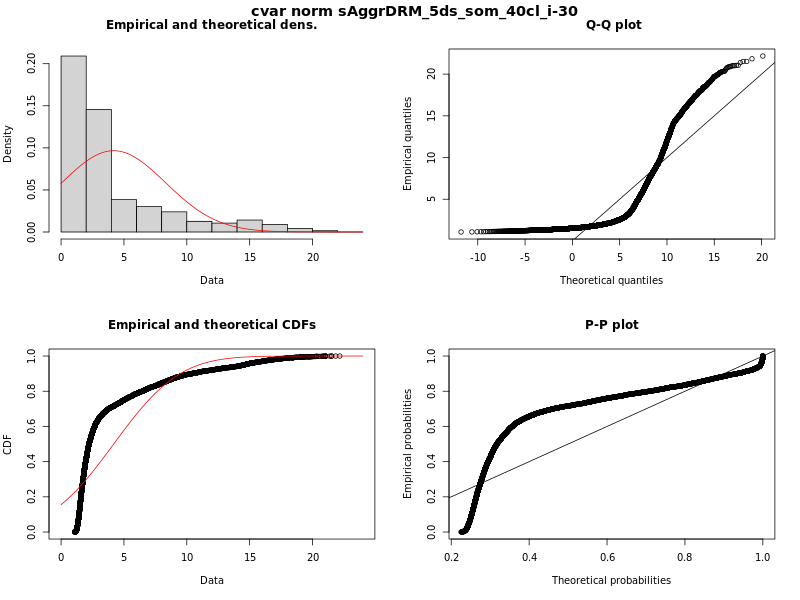 cvar norm sAggrDRM_5ds_som_40cl_i-30
Empirical and theoretical dens.
Density
0.00 0.05 0.10 0.15 0.20
0 5 10 15 20
Data
Q-Q plot
Empirical quantiles
5 10 15 20
-10 -5 0 5 10 15 20
Theoretical quantiles
Empirical and theoretical CDFs
CDF
0.0 0.2 0.4 0.6 0.8 1.0
0 5 10 15 20
Data
P-P plot
Empirical probabilities
0.0 0.2 0.4 0.6 0.8 1.0
0.2 0.4 0.6 0.8 1.0
Theoretical probabilities